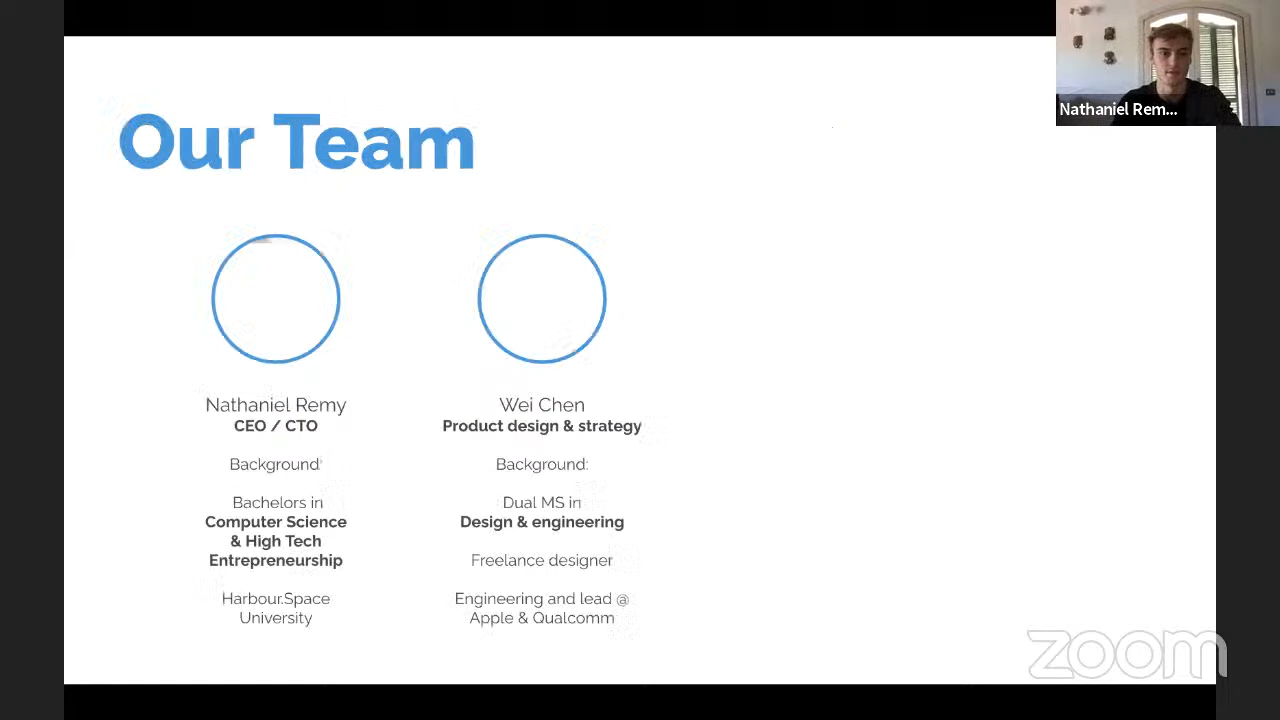 Our Team
Nathaniel Rem...
Nathaniel Remy
CEO / CTO
Background:
Bachelors in
Computer Science
& High Tech
Entrepreneurship
Harbour.Space
University
Wei Chen
Product design & strategy
Background:
Dual MS in
Design & engineering
Freelance designer
Engineering and lead @
Apple & Qualcomm
zoom